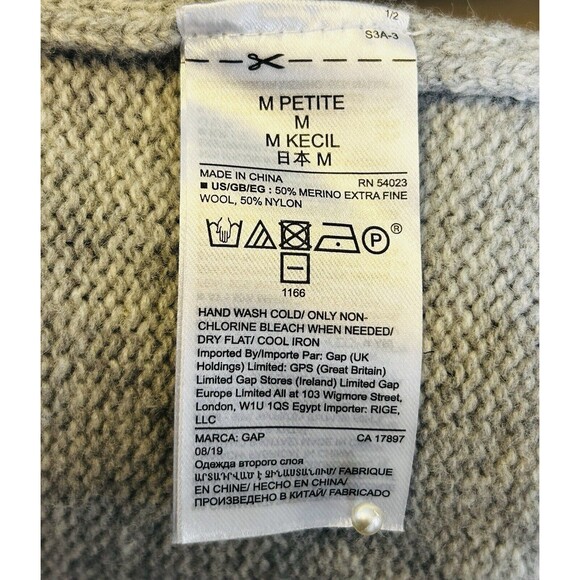 1/2
S3A-3
M PETITE
M
M KECIL
日本 M
MADE IN CHINA RN 54023
■ US/GB/EG : 50% MERINO EXTRA FINE
WOOL, 50% NYLON
P ®
1166
HAND WASH COLD/ ONLY NON-
CHLORINE BLEACH WHEN NEEDED/
DRY FLAT/ COOL IRON
Imported By/Importe Par: Gap (UK
Holdings) Limited: GPS (Great Britain)
Limited Gap Stores (Ireland) Limited Gap
Europe Limited All at 103 Wigmore Street,
London, W1U 1QS Egypt Importer: RIGE,
LLC
MARCA: GAP CA 17897
08/19
Одежда второго слоя
ԱՐՏԱԴՐՎԱԾ Է ՉԻՆԱՍՏԱՆՈՒՄ/ FABRIQUE
EN CHINE/ HECHO EN CHINA/
ПРОИЗВЕДЕНО В КИТАЙ/ FABRICADO